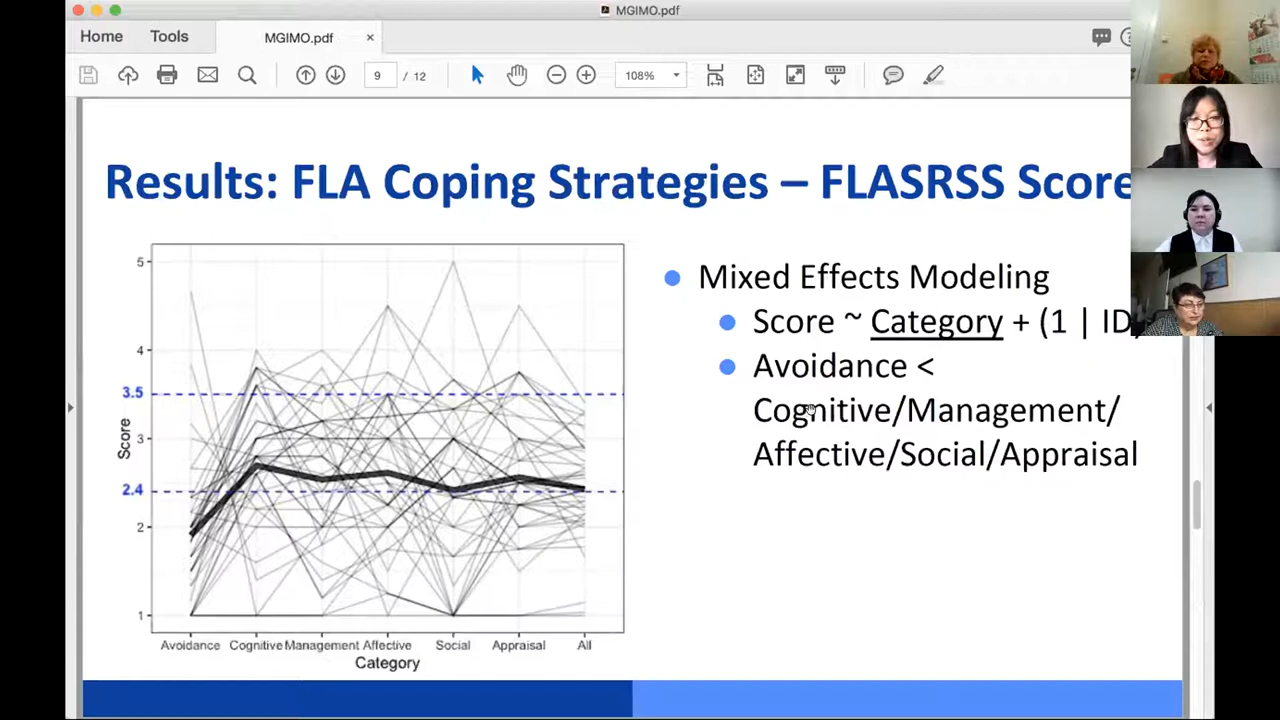 MGIMO.pdf
Home
Tools
MGIMO.pdf
9
/ 12
108%
Results: FLA Coping Strategies – FLASRSS Score
Mixed Effects Modeling
Score ~ Category + (1 | ID)
Avoidance <
Cognitive/Management/
Affective/Social/Appraisal
5
4
3.5
3
2.4
2
1
Score
Avoidance Cognitive Management Affective Social Appraisal All
Category